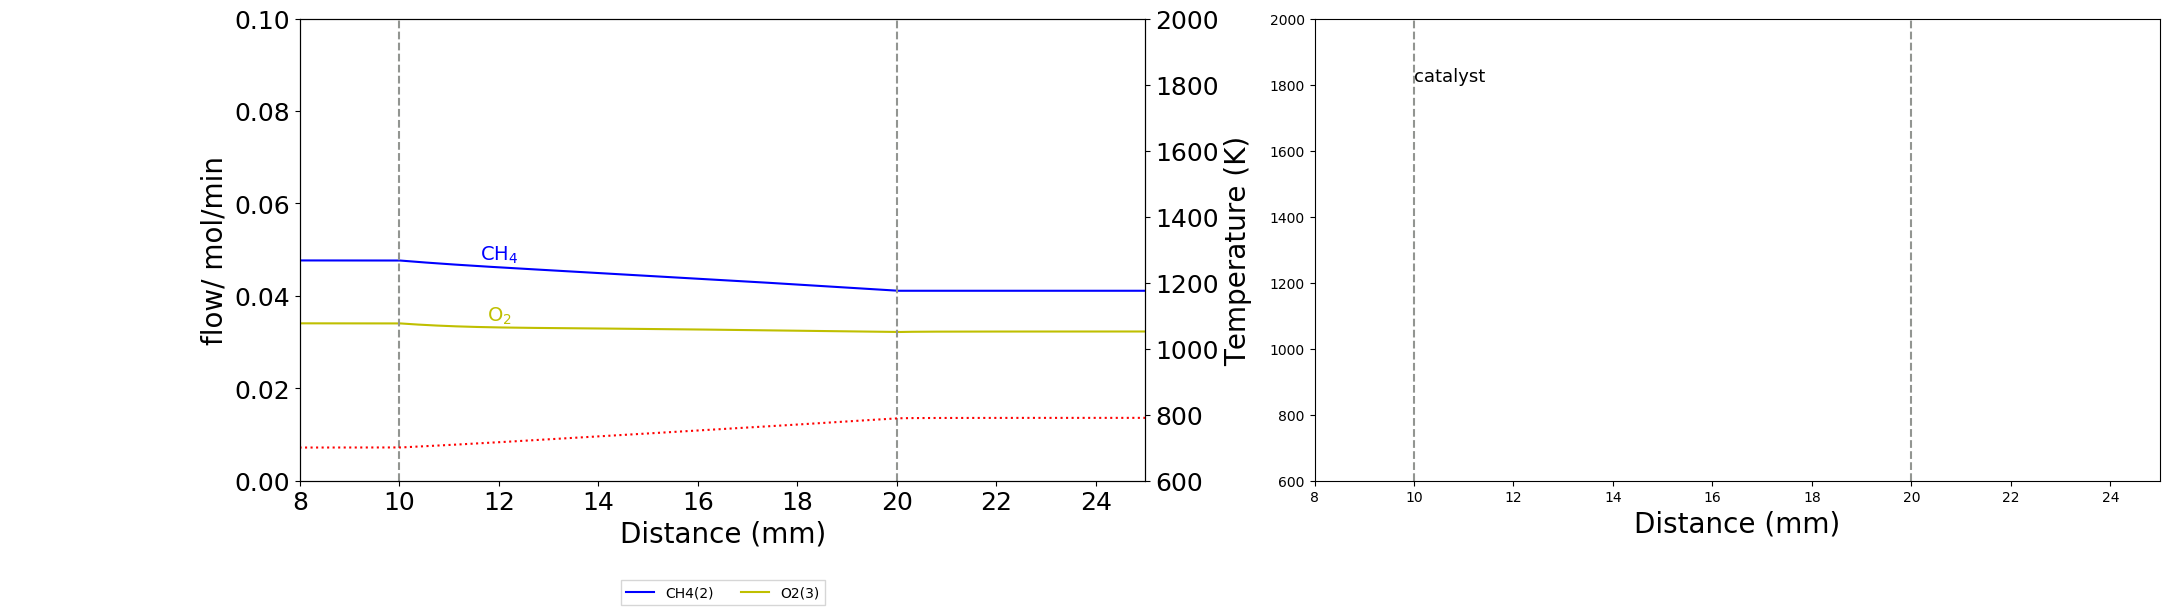 0.10
0.08
0.06
0.04
0.02
0.00
flow/ mol/min
CH₄
O₂
8 10 12 14 16 18 20 22 24
Distance (mm)
2000
1800
1600
1400
1200
1000
800
600
Temperature (K)
CH4(2) O2(3)
2000
1800
1600
1400
1200
1000
800
600
catalyst
8 10 12 14 16 18 20 22 24
Distance (mm)